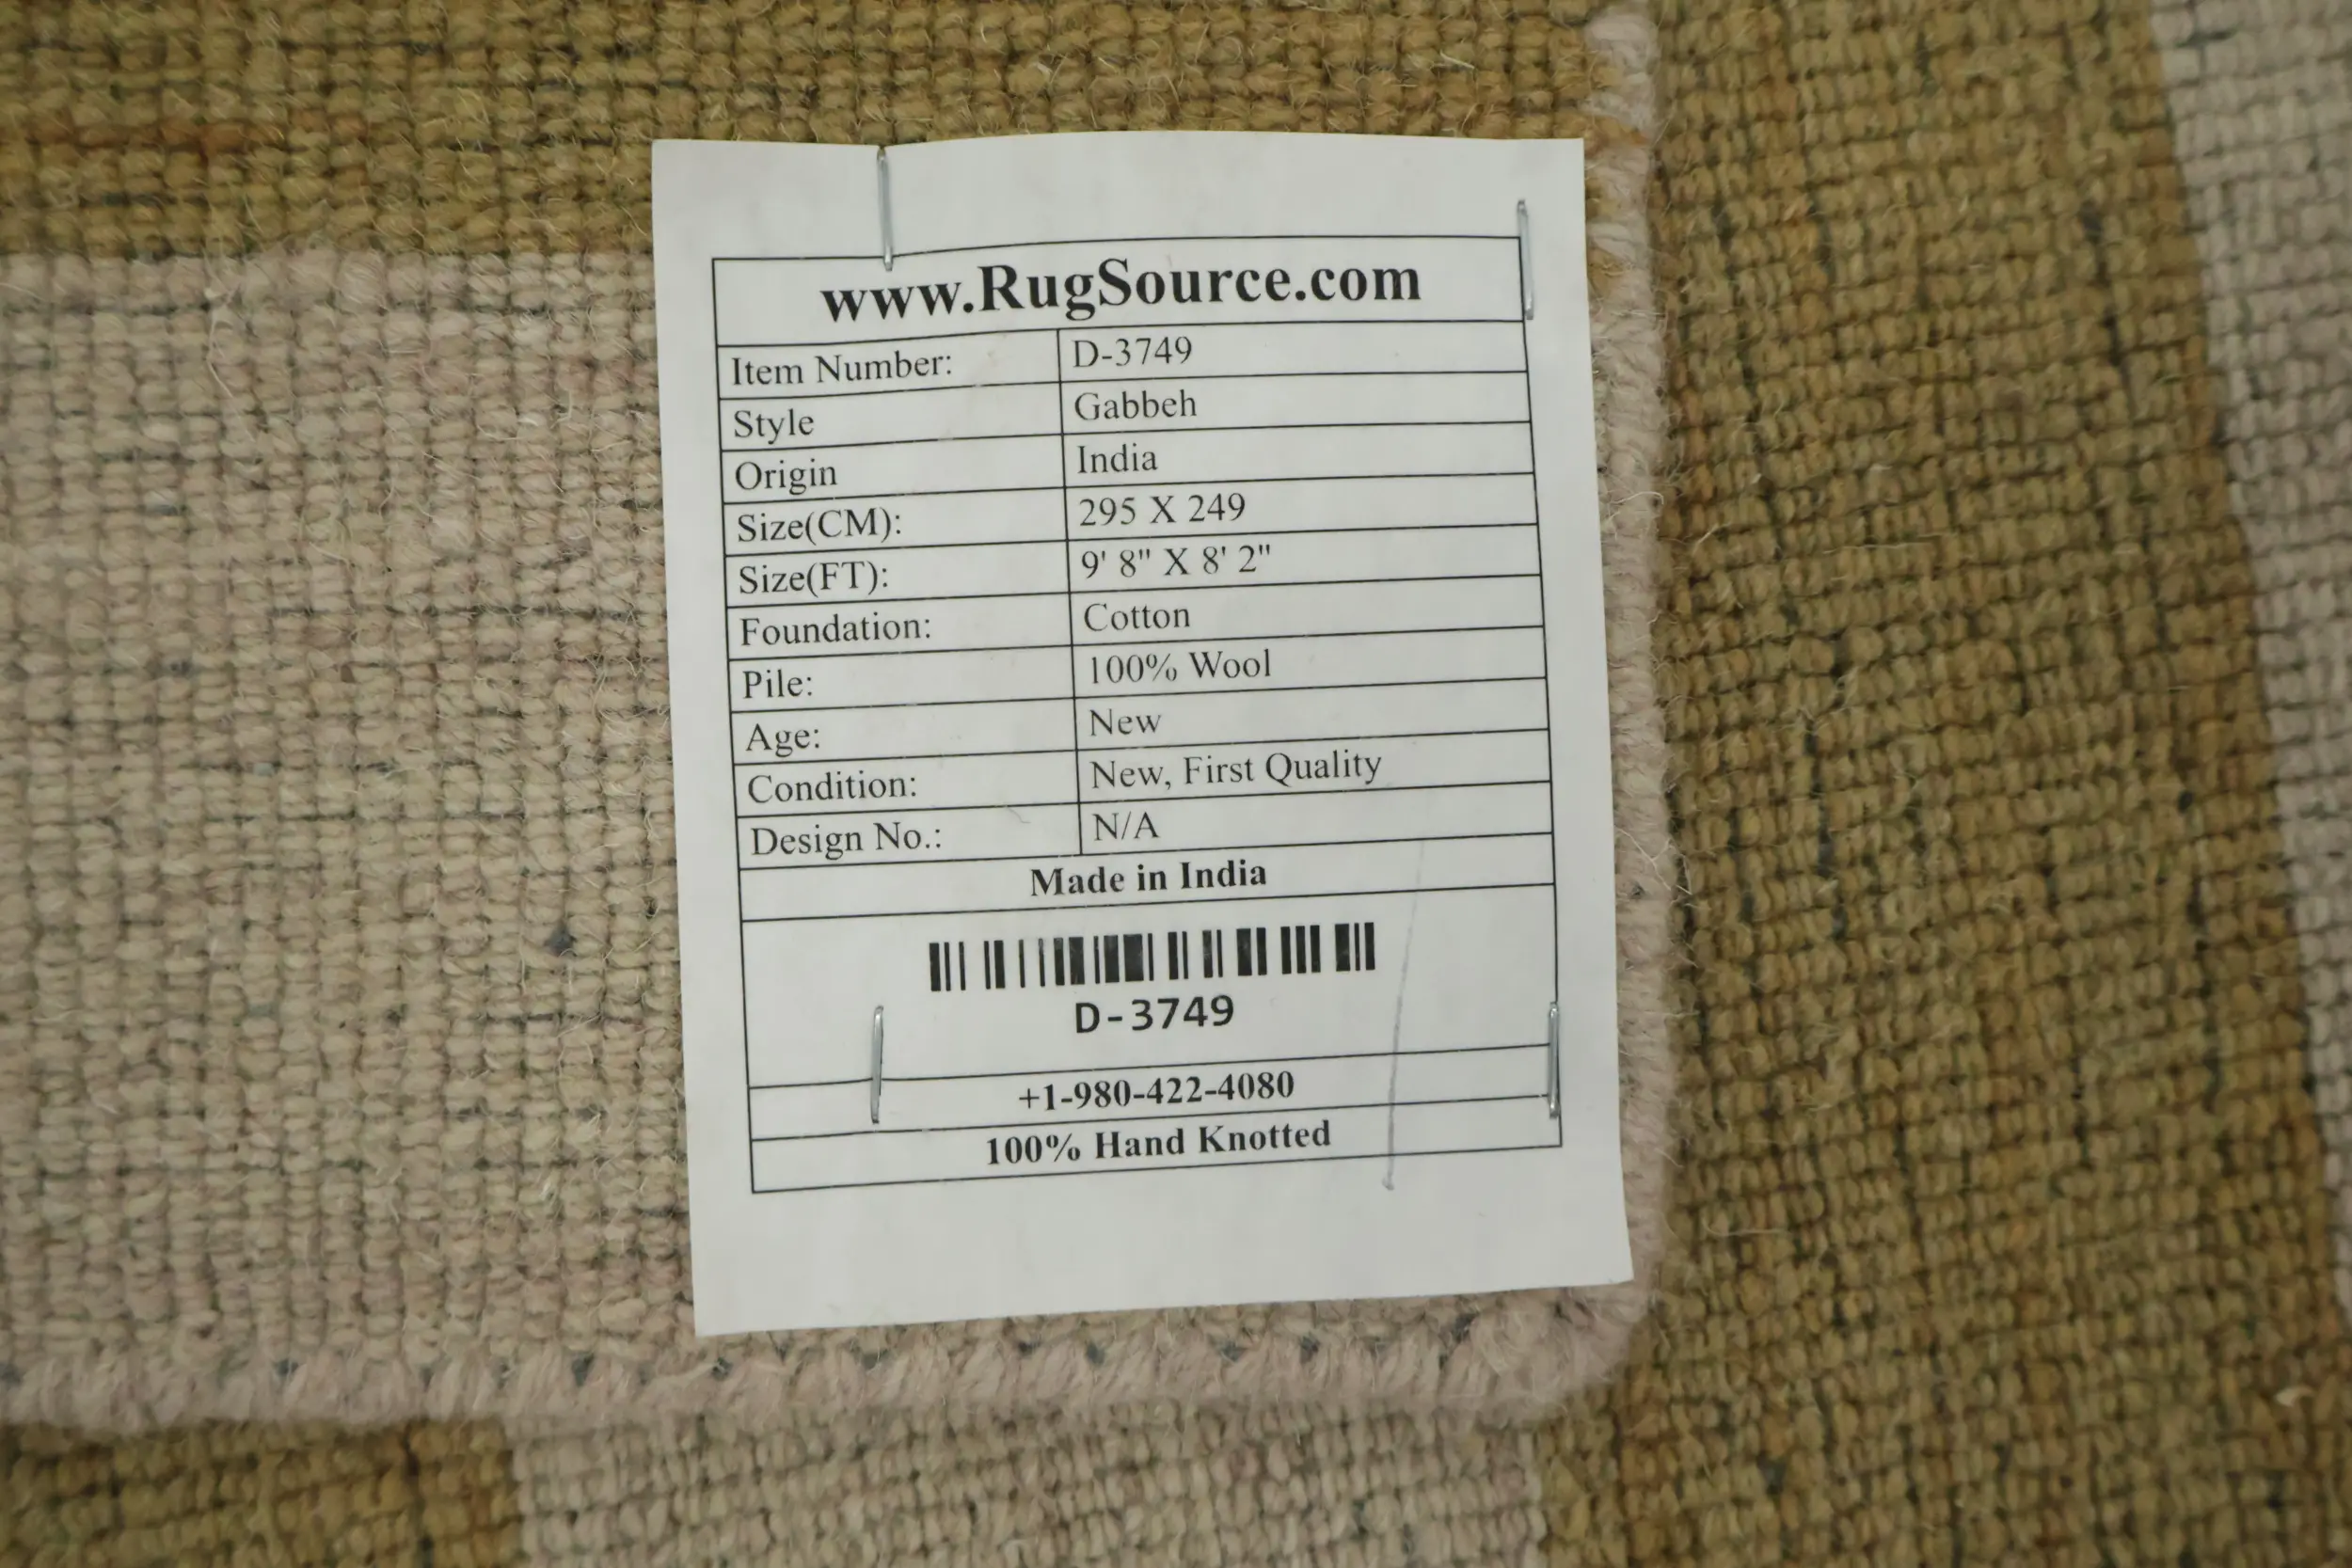 www.RugSource.com
Item Number: D-3749
Style Gabbeh
Origin India
Size(CM): 295 X 249
Size(FT): 9' 8" X 8' 2"
Foundation: Cotton
Pile: 100% Wool
Age: New
Condition: New, First Quality
Design No.: N/A
Made in India
D-3749
+1-980-422-4080
100% Hand Knotted